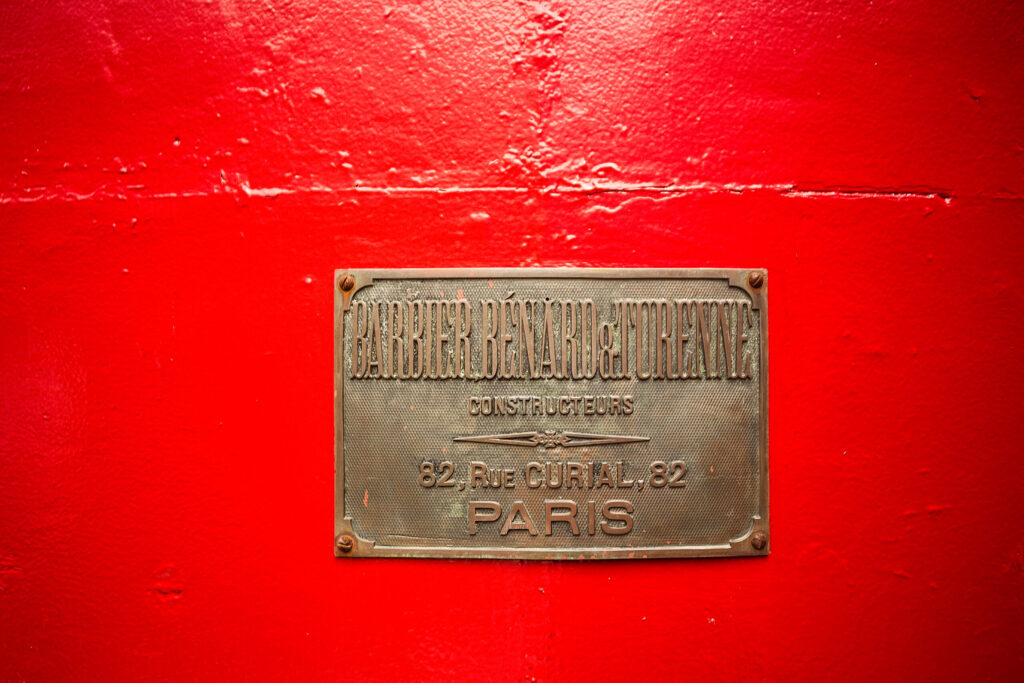 BARBIER, BÉNARD & TURENNE
CONSTRUCTEURS
82, RUE CURIAL, 82
PARIS